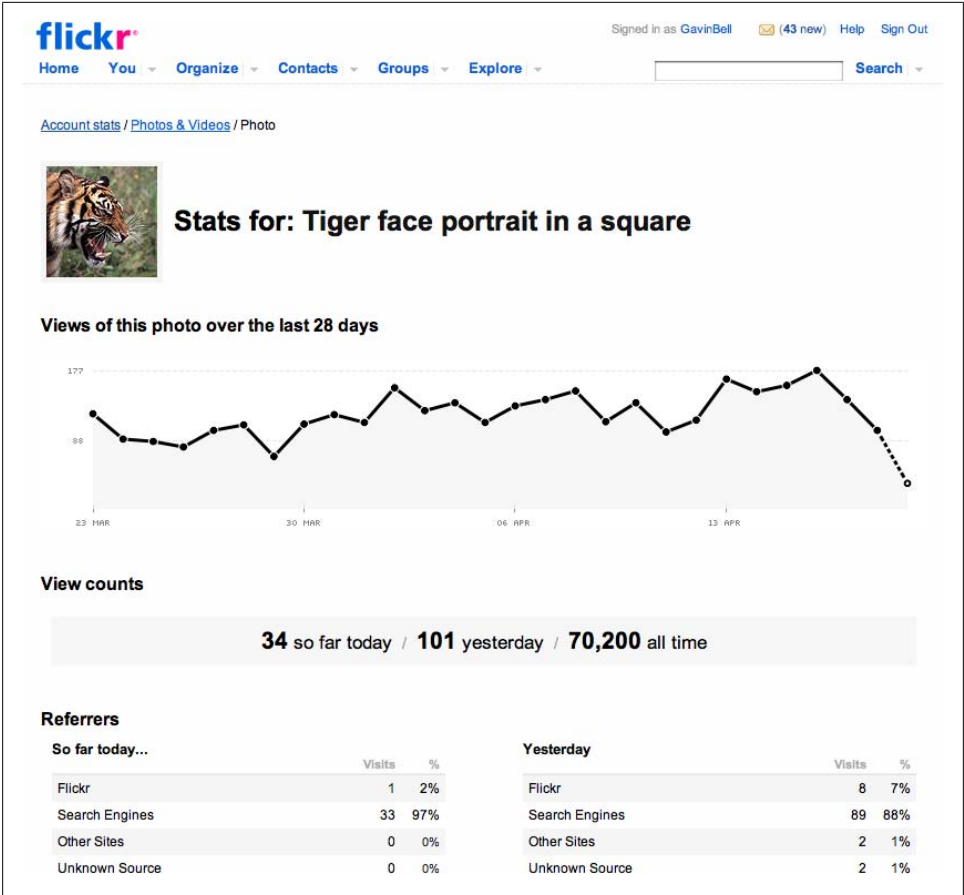 flickr
Signed in as GavinBell (43 new) Help Sign Out
Home You Organize Contacts Groups Explore Search
Account stats / Photos & Videos / Photo
Stats for: Tiger face portrait in a square
Views of this photo over the last 28 days
177
88
23 MAR 30 MAR 06 APR 13 APR
View counts
34 so far today / 101 yesterday / 70,200 all time
Referrers
So far today...
Visits %
Flickr 1 2%
Search Engines 33 97%
Other Sites 0 0%
Unknown Source 0 0%
Yesterday
Visits %
Flickr 8 7%
Search Engines 89 88%
Other Sites 2 1%
Unknown Source 2 1%